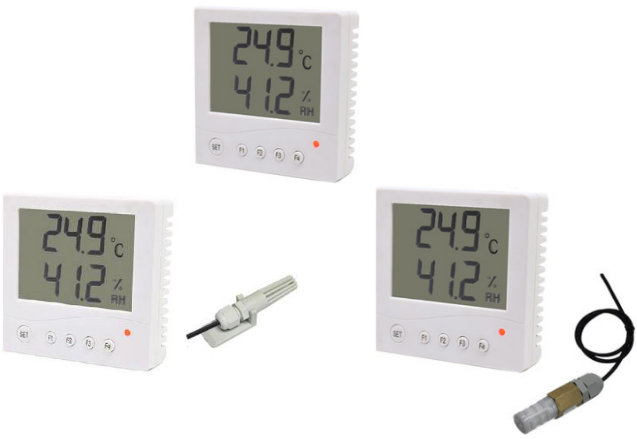 24.9 °C
41.2 %
RH
SET F1 F2 F3 F4
24.9 °C
41.2 %
RH
SET F1 F2 F3 F4
24.9 °C
41.2 %
RH
SET F1 F2 F3 F4